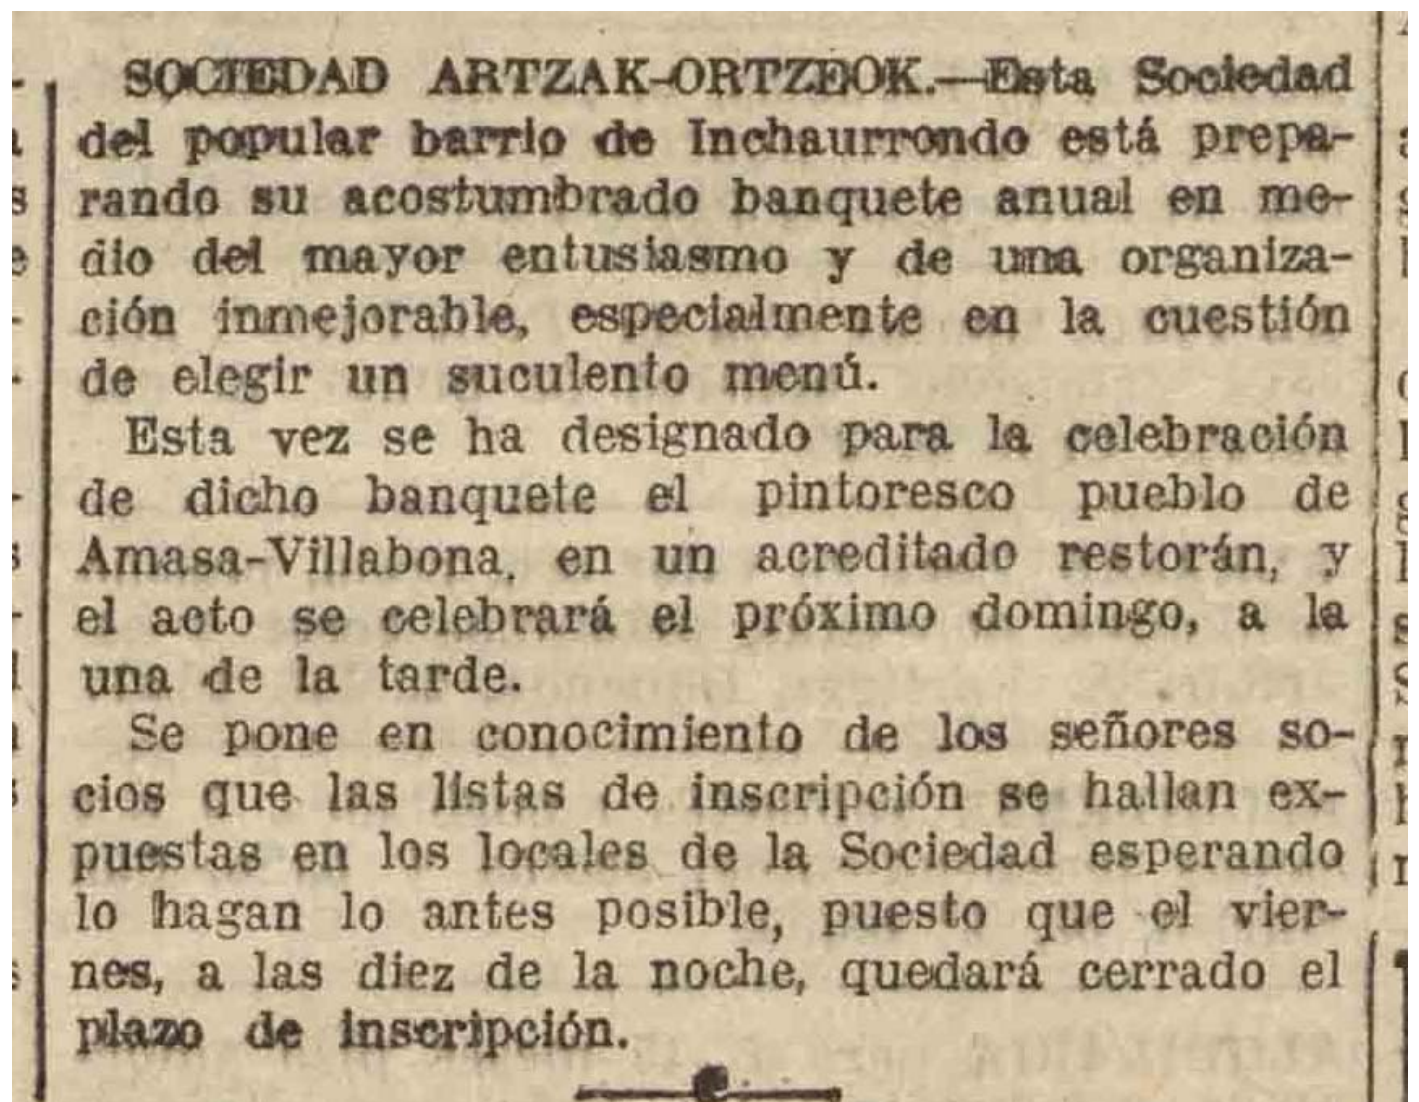 SOCIEDAD ARTZAK-ORTZEOK.—Esta Sociedad
del popular barrio de Inchaurrondo está prepa-
rando su acostumbrado banquete anual en me-
dio del mayor entusiasmo y de una organiza-
ción inmejorable, especialmente en la cuestión
de elegir un suculento menú.
Esta vez se ha designado para la celebración
de dicho banquete el pintoresco pueblo de
Amasa-Villabona, en un acreditado restorán, y
el acto se celebrará el próximo domingo, a la
una de la tarde.
Se pone en conocimiento de los señores so-
cios que las listas de inscripción se hallan ex-
puestas en los locales de la Sociedad esperando
lo hagan lo antes posible, puesto que el vier-
nes, a las diez de la noche, quedará cerrado el
plazo de inscripción.